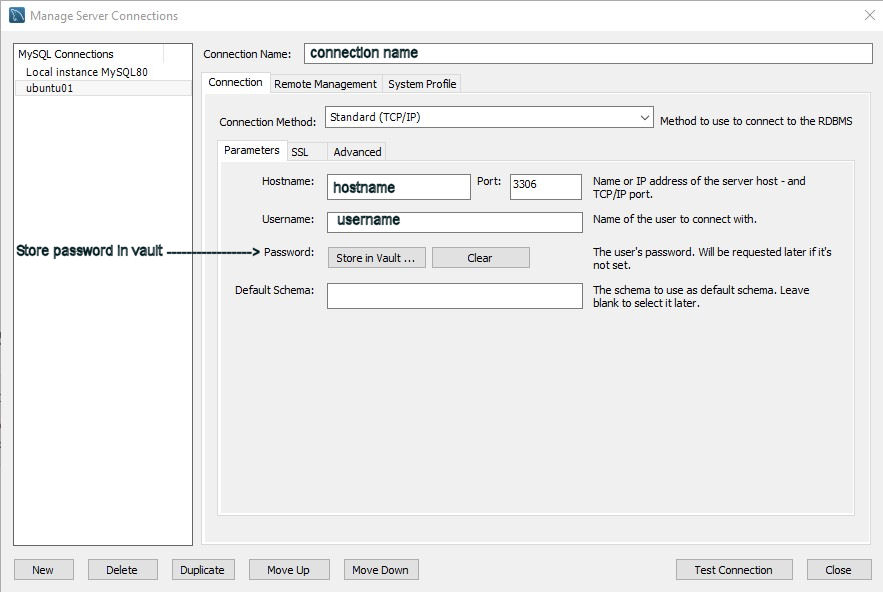 Manage Server Connections
MySQL Connections
Local instance MySQL80
ubuntu01
Connection Name: connection name
Connection Remote Management System Profile
Connection Method: Standard (TCP/IP) Method to use to connect to the RDBMS
Parameters SSL Advanced
Hostname: hostname Port: 3306 Name or IP address of the server host - and
TCP/IP port.
Username: username Name of the user to connect with.
Store password in vault ----------------> Password: Store in Vault ... Clear The user's password. Will be requested later if it's
not set.
Default Schema: The schema to use as default schema. Leave
blank to select it later.
New Delete Duplicate Move Up Move Down Test Connection Close